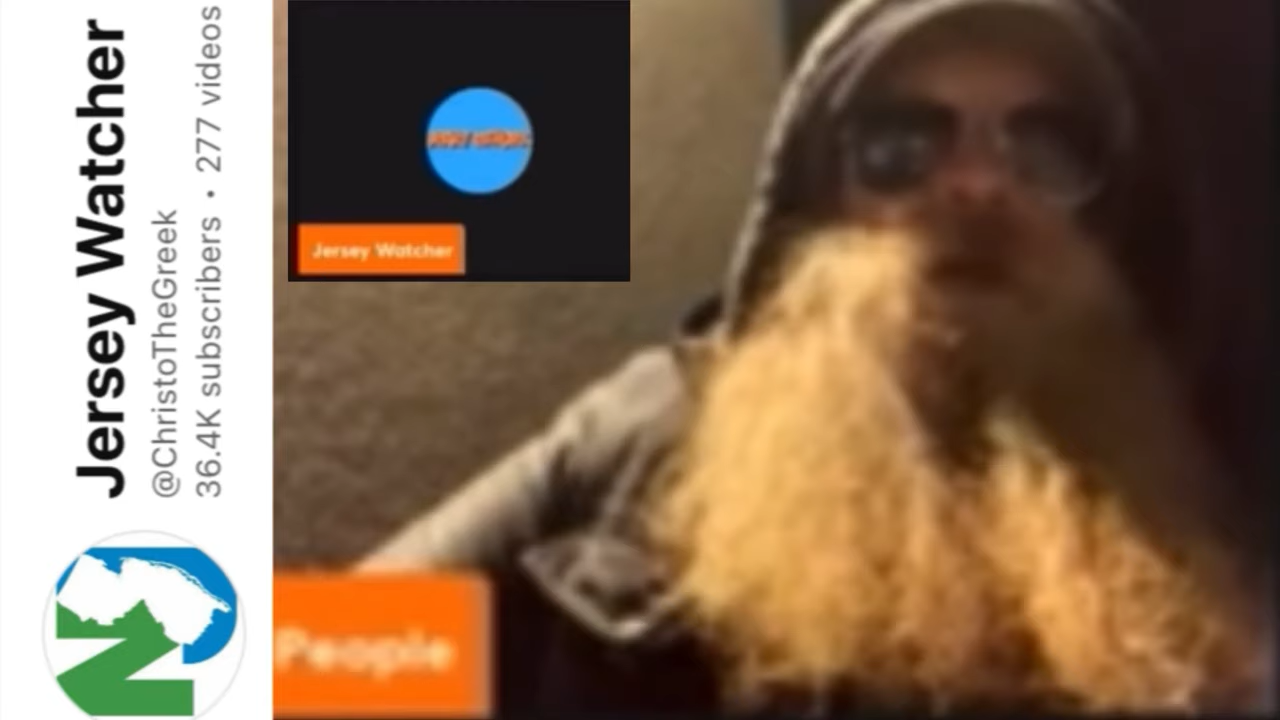 Jersey Watcher
@ChristoTheGreek
36.4K subscribers • 277 videos
Jersey Watcher
People